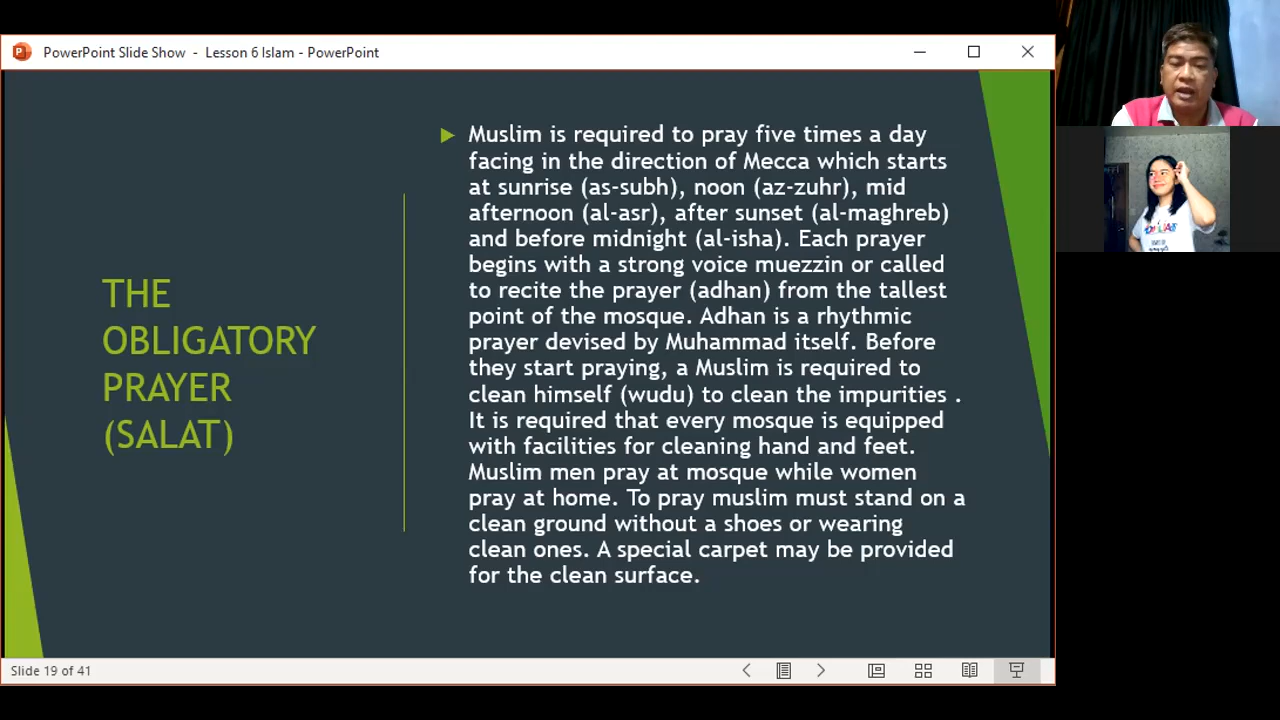 PowerPoint Slide Show - Lesson 6 Islam - PowerPoint
THE
OBLIGATORY
PRAYER
(SALAT)
Muslim is required to pray five times a day
facing in the direction of Mecca which starts
at sunrise (as-subh), noon (az-zuhr), mid
afternoon (al-asr), after sunset (al-maghreb)
and before midnight (al-isha). Each prayer
begins with a strong voice muezzin or called
to recite the prayer (adhan) from the tallest
point of the mosque. Adhan is a rhythmic
prayer devised by Muhammad itself. Before
they start praying, a Muslim is required to
clean himself (wudu) to clean the impurities .
It is required that every mosque is equipped
with facilities for cleaning hand and feet.
Muslim men pray at mosque while women
pray at home. To pray muslim must stand on a
clean ground without a shoes or wearing
clean ones. A special carpet may be provided
for the clean surface.
Slide 19 of 41